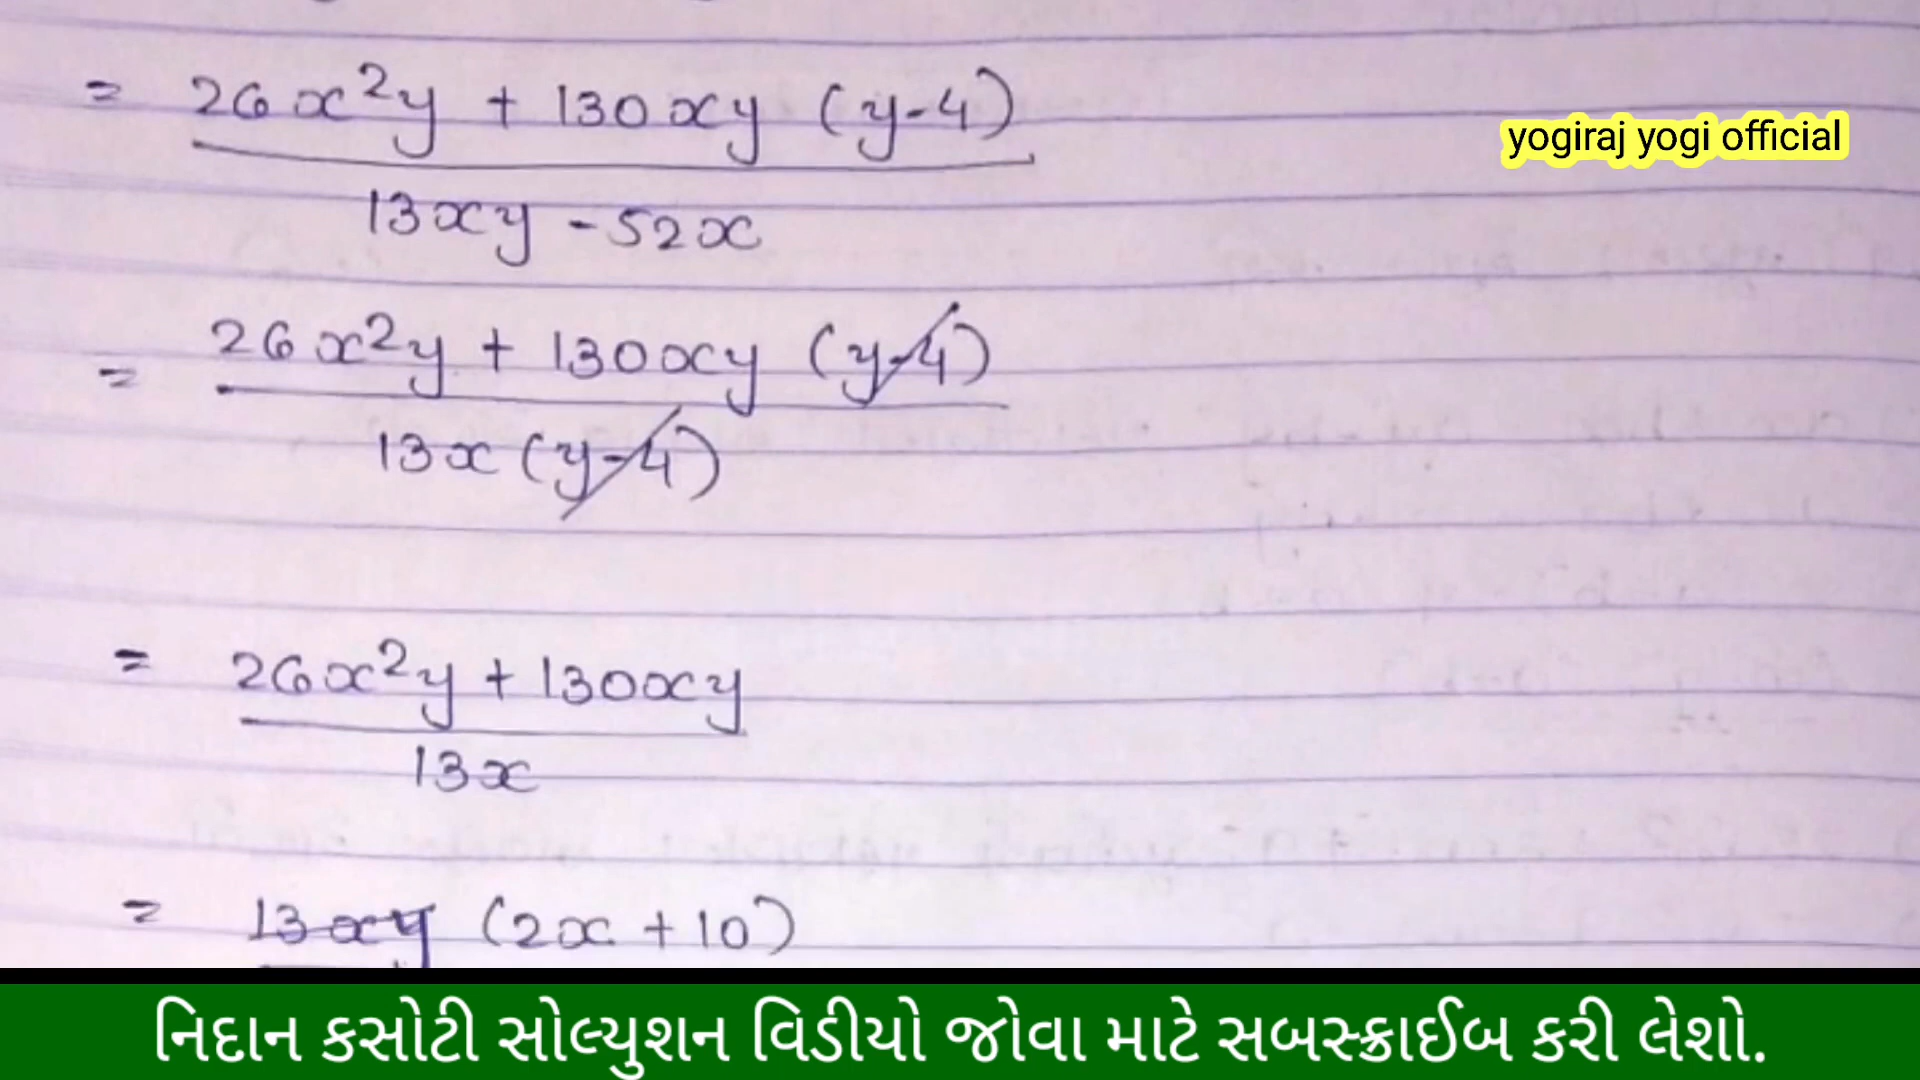 = 26x²y + 130xy (y-4)
yogiraj yogi official
13xy - 52x
= 26x²y + 130xy (y-4)
13x (y-4)
= 26x²y + 130xy
13x
= 13xy (2x + 10)
નિદાન કસોટી સોલ્યુશન વિડીયો જોવા માટે સબસ્ક્રાઈબ કરી લેશો.